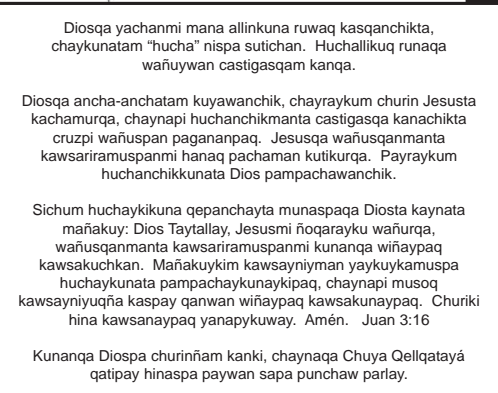 Diosqa yachanmi mana allinkuna ruwaq kasqanchikta,
chaykunatam “hucha” nispa sutichan. Huchallikuq runaqa
wañuywan castigasqam kanqa.
Diosqa ancha-anchatam kuyawanchik, chayraykum churin Jesusta
kachamurqa, chaynapi huchanchikmanta castigasqa kanachikta
cruzpi wañuspan pagananpaq. Jesusqa wañusqanmanta
kawsariramuspanmi hanaq pachaman kutikurqa. Payraykum
huchanchikkunata Dios pampachawanchik.
Sichum huchaykikuna qepanchayta munaspaqa Diosta kaynata
mañakuy: Dios Taytallay, Jesusmi ñoqarayku wañurqa,
wañusqanmanta kawsariramuspanmi kunanqa wiñaypaq
kawsakuchkan. Mañakuykim kawsayniyman yaykuykamuspa
huchaykunata pampachaykunaykipaq, chaynapi musoq
kawsayniyuqña kaspay qanwan wiñaypaq kawsakunaypaq. Churiki
hina kawsanaypaq yanapykuway. Amén. Juan 3:16
Kunanqa Diospa churinñam kanki, chaynaqa Chuya Qellqatayá
qatipay hinaspa paywan sapa punchaw parlay.